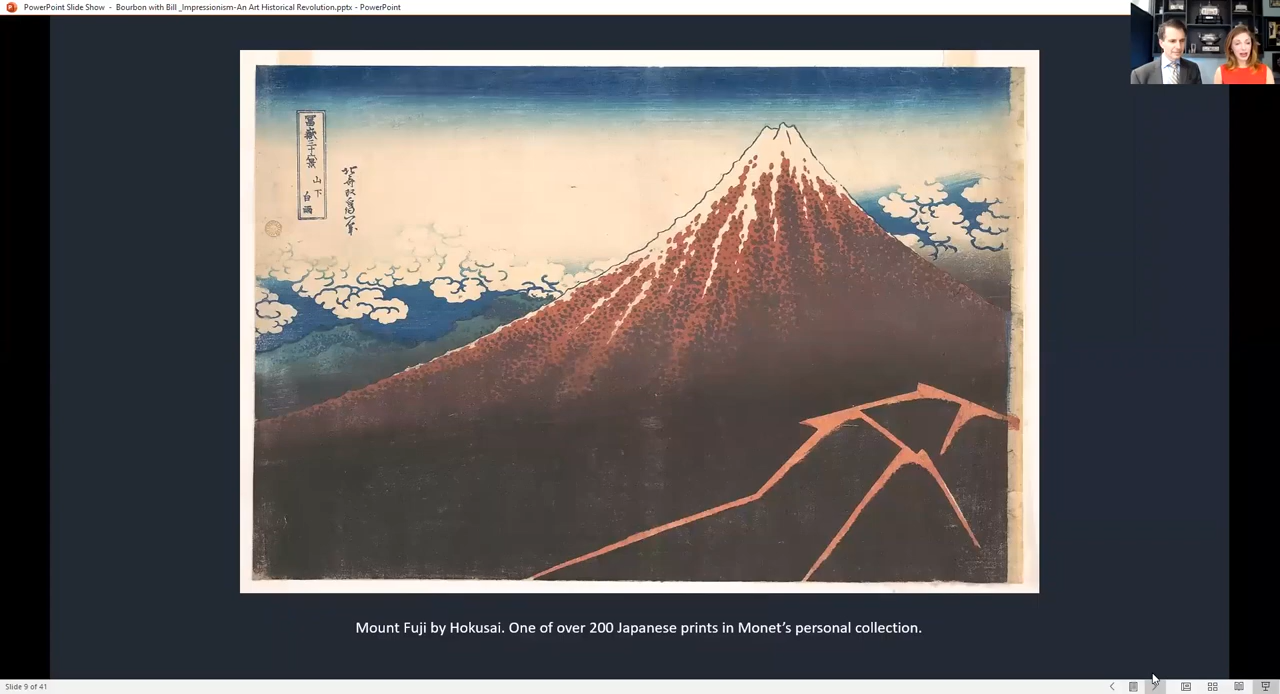 PowerPoint Slide Show - Bourbon with Bill _Impressionism-An Art Historical Revolution.pptx - PowerPoint
冨嶽三十六景
山下白雨
北斎改為一筆
Mount Fuji by Hokusai. One of over 200 Japanese prints in Monet's personal collection.
Slide 9 of 41